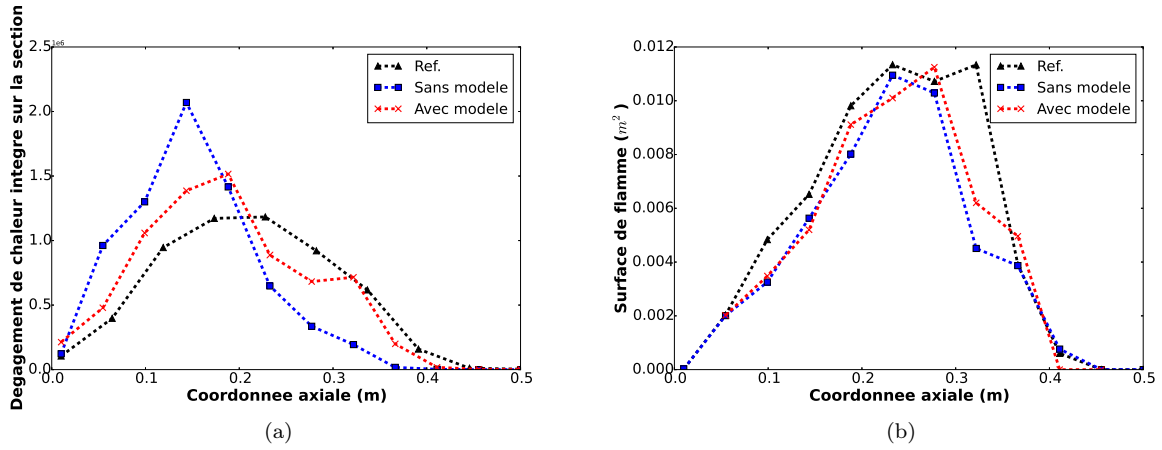 Degagement de chaleur integre sur la section
2.5
1e6
2.0
1.5
1.0
0.5
0.0
0.0 0.1 0.2 0.3 0.4 0.5
Coordonnee axiale (m)
Ref.
Sans modele
Avec modele
(a)
Surface de flamme (m²)
0.012
0.010
0.008
0.006
0.004
0.002
0.000
0.0 0.1 0.2 0.3 0.4 0.5
Coordonnee axiale (m)
Ref.
Sans modele
Avec modele
(b)